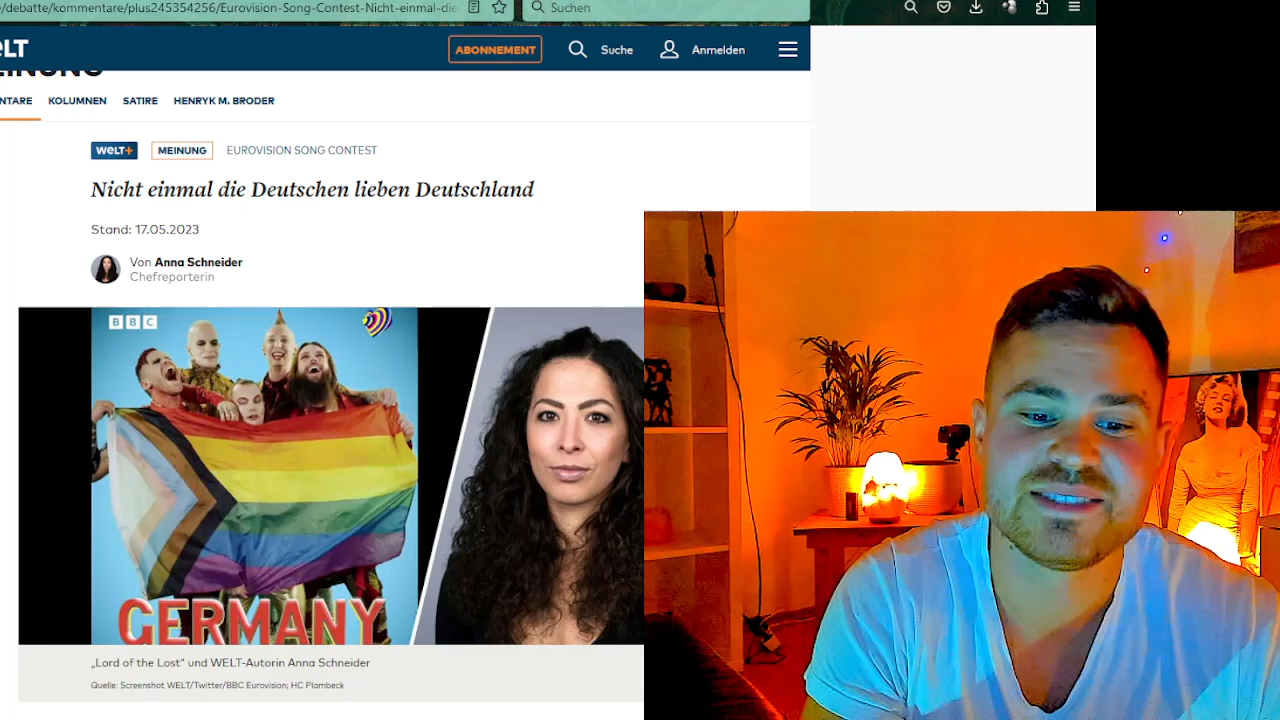 /debatte/kommentare/plus245354256/Eurovision-Song-Contest-Nicht-einmal-die-
Suchen
ELT
ABONNEMENT
Suche
Anmelden
EINUNG
NTARE KOLUMNEN SATIRE HENRYK M. BRODER
WELT+ MEINUNG EUROVISION SONG CONTEST
Nicht einmal die Deutschen lieben Deutschland
Stand: 17.05.2023
Von Anna Schneider
Chefreporterin
BBC
GERMANY
„Lord of the Lost“ und WELT-Autorin Anna Schneider
Quelle: Screenshot WELT/Twitter/BBC Eurovision; HC Plambeck